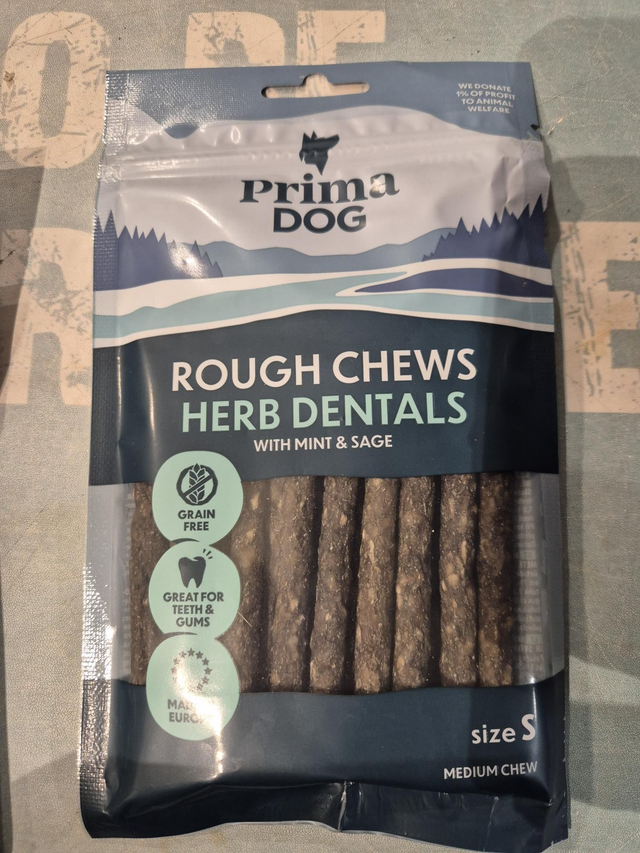 WE DONATE
1% OF PROFIT
TO ANIMAL
WELFARE
Prima
DOG
ROUGH CHEWS
HERB DENTALS
WITH MINT & SAGE
GRAIN
FREE
GREAT FOR
TEETH &
GUMS
size S
MEDIUM CHEW